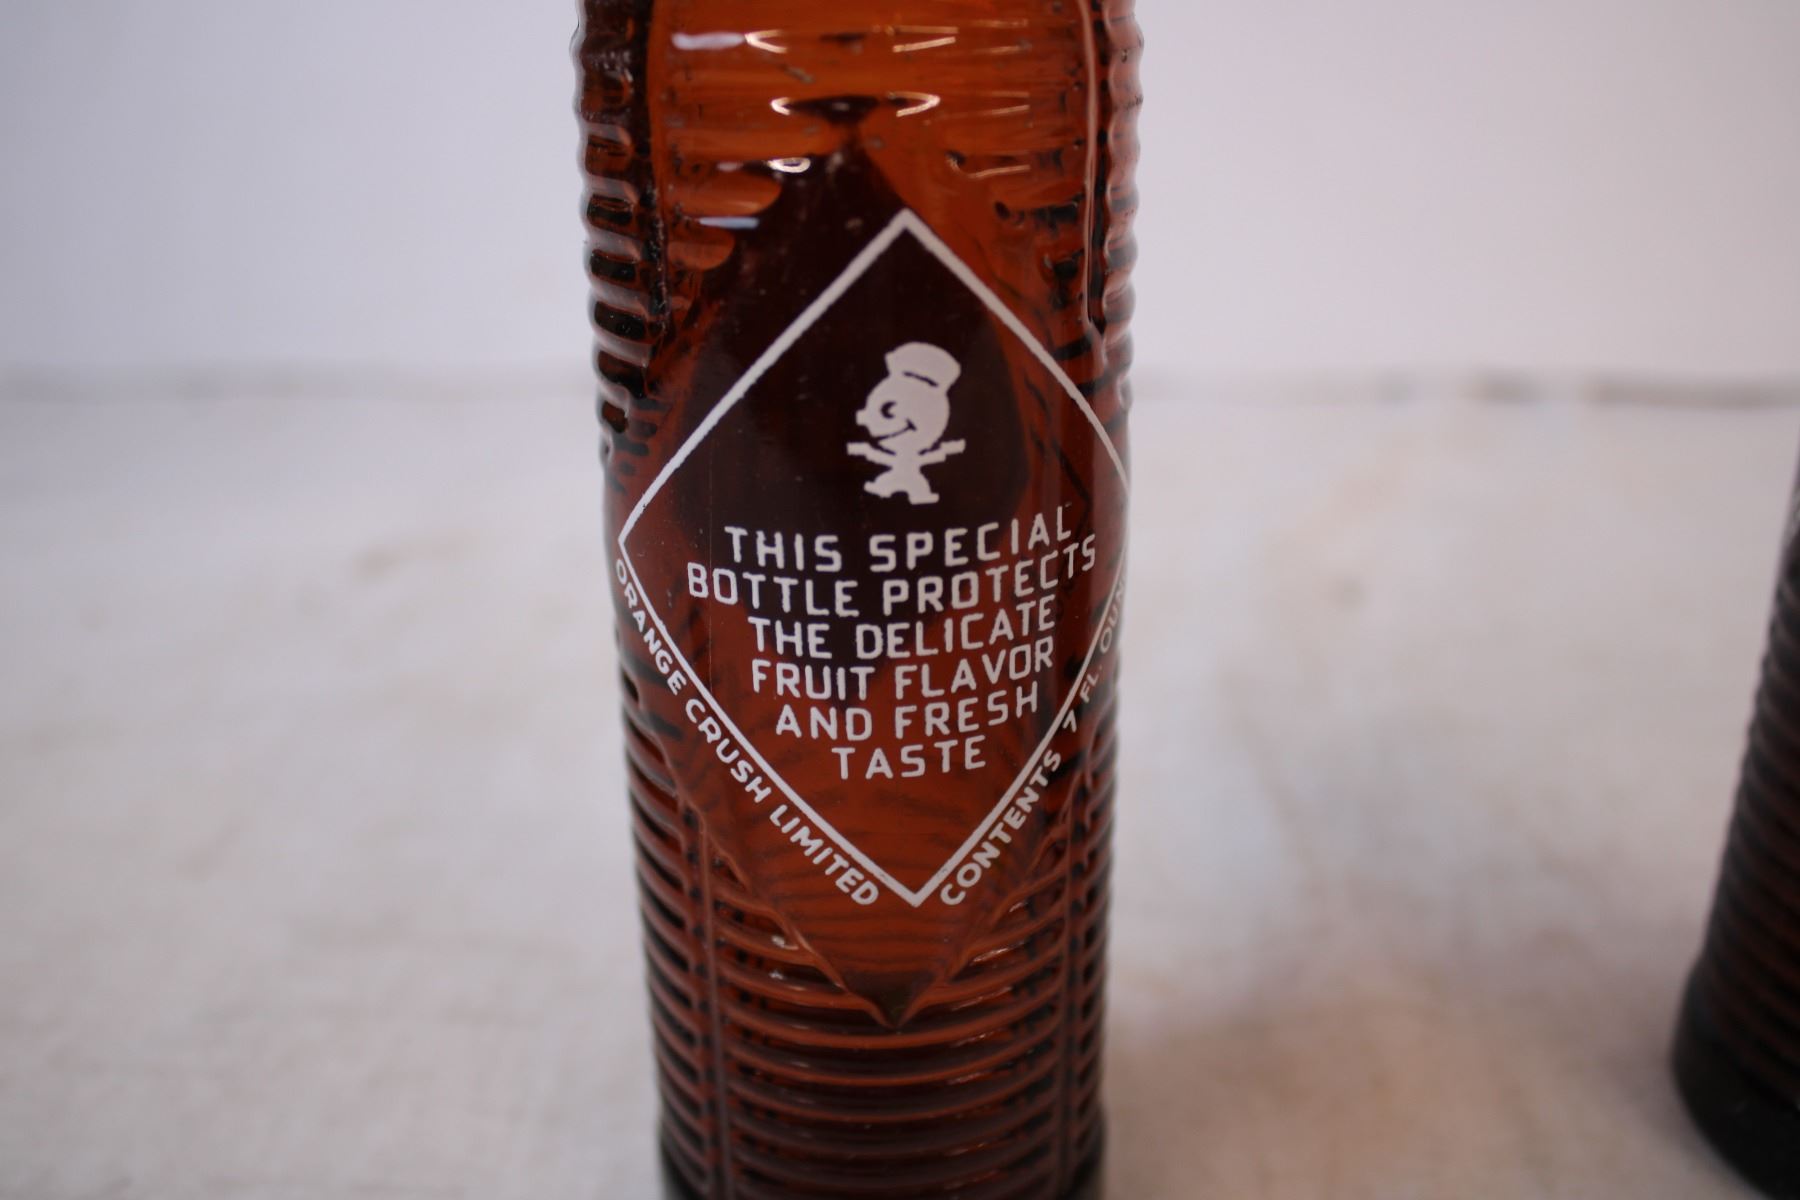 THIS SPECIAL
BOTTLE PROTECTS
THE DELICATE
FRUIT FLAVOR
AND FRESH
TASTE
ORANGE CRUSH LIMITED
CONTENTS 7 FL.